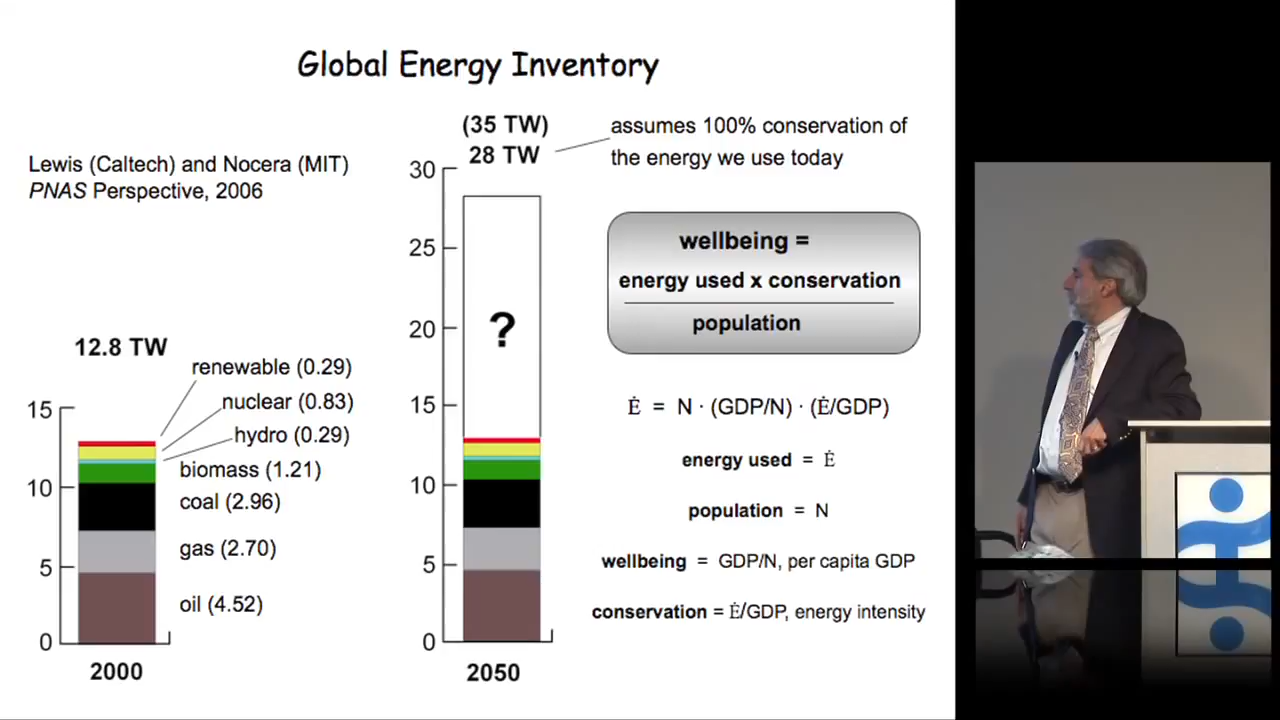 Global Energy Inventory
Lewis (Caltech) and Nocera (MIT)
PNAS Perspective, 2006
12.8 TW
renewable (0.29)
nuclear (0.83)
hydro (0.29)
biomass (1.21)
coal (2.96)
gas (2.70)
oil (4.52)
15
10
5
0
2000
(35 TW)
28 TW
assumes 100% conservation of
the energy we use today
30
25
20
15
10
5
0
?
2050
wellbeing =
energy used x conservation
population
Ė = N · (GDP/N) · (Ė/GDP)
energy used = Ė
population = N
wellbeing = GDP/N, per capita GDP
conservation = Ė/GDP, energy intensity